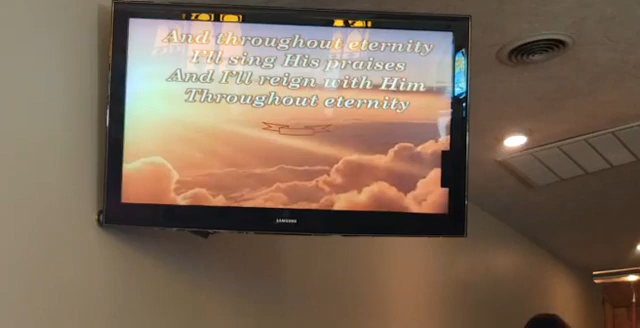 And throughout eternity
I'll sing His praises
And I'll reign with Him
Throughout eternity
SAMSUNG